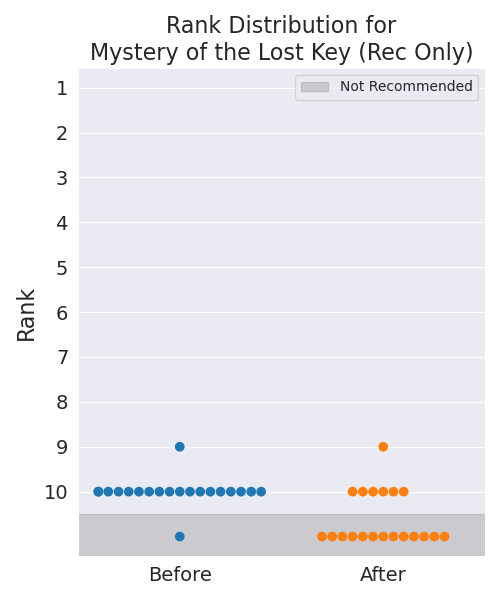 Rank Distribution for
Mystery of the Lost Key (Rec Only)
Not Recommended
1
2
3
4
5
6
7
8
9
10
Rank
Before
After